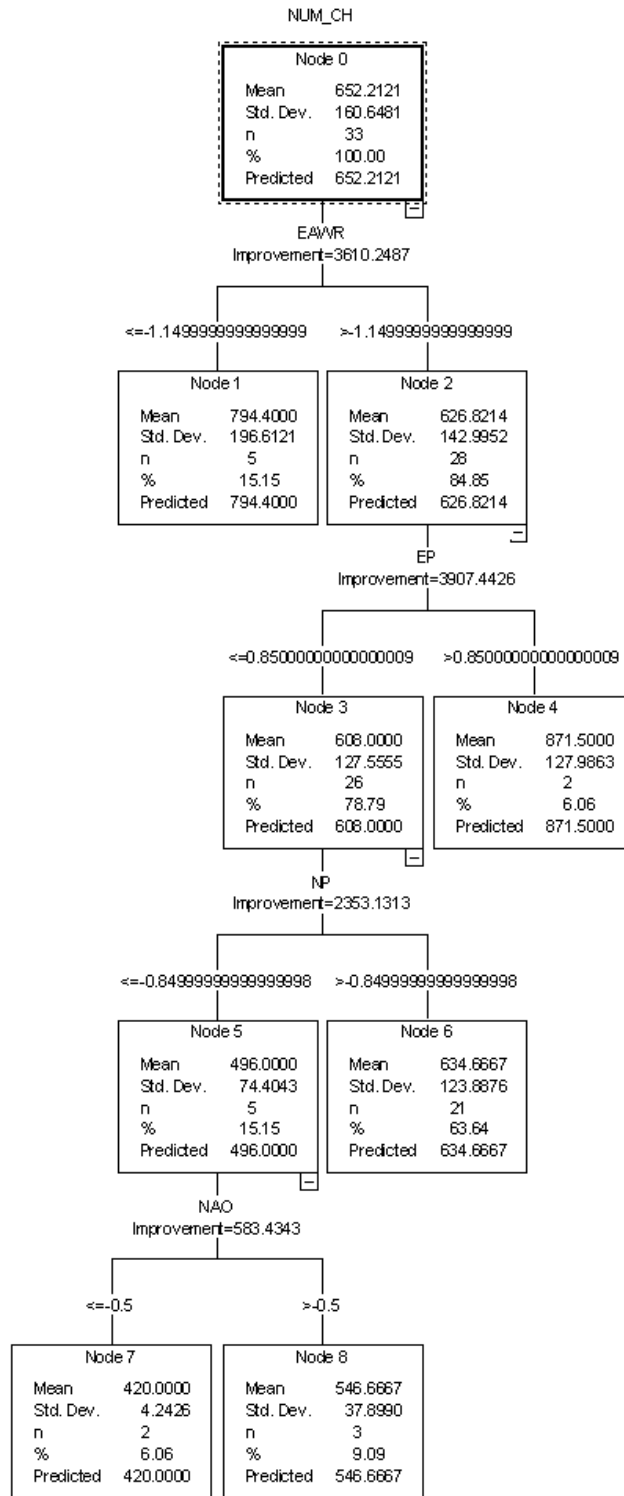 NUM_CH
Node 0
Mean 652.2121
Std. Dev. 160.6481
n 33
% 100.00
Predicted 652.2121
EAWR
Improvement=3610.2487
<=-1.1499999999999999 >-1.1499999999999999
Node 1 Node 2
Mean 794.4000 Mean 626.8214
Std. Dev. 196.6121 Std. Dev. 142.9952
n 5 n 28
% 15.15 % 84.85
Predicted 794.4000 Predicted 626.8214
EP
Improvement=3907.4426
<=0.85000000000000009 >0.85000000000000009
Node 3 Node 4
Mean 608.0000 Mean 871.5000
Std. Dev. 127.5555 Std. Dev. 127.9863
n 26 n 2
% 78.79 % 6.06
Predicted 608.0000 Predicted 871.5000
NP
Improvement=2353.1313
<=-0.84999999999999998 >-0.84999999999999998
Node 5 Node 6
Mean 496.0000 Mean 634.6667
Std. Dev. 74.4043 Std. Dev. 123.8876
n 5 n 21
% 15.15 % 63.64
Predicted 496.0000 Predicted 634.6667
NAO
Improvement=583.4343
<=-0.5 >-0.5
Node 7 Node 8
Mean 420.0000 Mean 546.6667
Std. Dev. 4.2426 Std. Dev. 37.8990
n 2 n 3
% 6.06 % 9.09
Predicted 420.0000 Predicted 546.6667